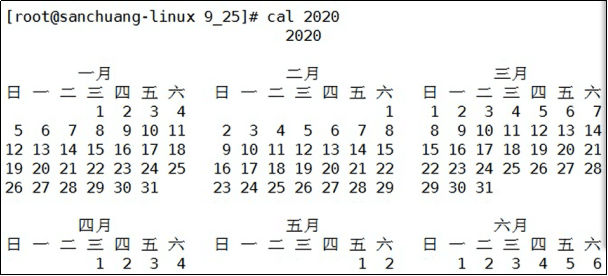 [root@sanchuang-linux 9_25]# cal 2020
2020
一月 二月 三月
日 一 二 三 四 五 六 日 一 二 三 四 五 六 日 一 二 三 四 五 六
1 2 3 4 1 1 2 3 4 5 6 7
5 6 7 8 9 10 11 2 3 4 5 6 7 8 8 9 10 11 12 13 14
12 13 14 15 16 17 18 9 10 11 12 13 14 15 15 16 17 18 19 20 21
19 20 21 22 23 24 25 16 17 18 19 20 21 22 22 23 24 25 26 27 28
26 27 28 29 30 31 23 24 25 26 27 28 29 29 30 31
四月 五月 六月
日 一 二 三 四 五 六 日 一 二 三 四 五 六 日 一 二 三 四 五 六
1 2 3 4 1 2 1 2 3 4 5 6